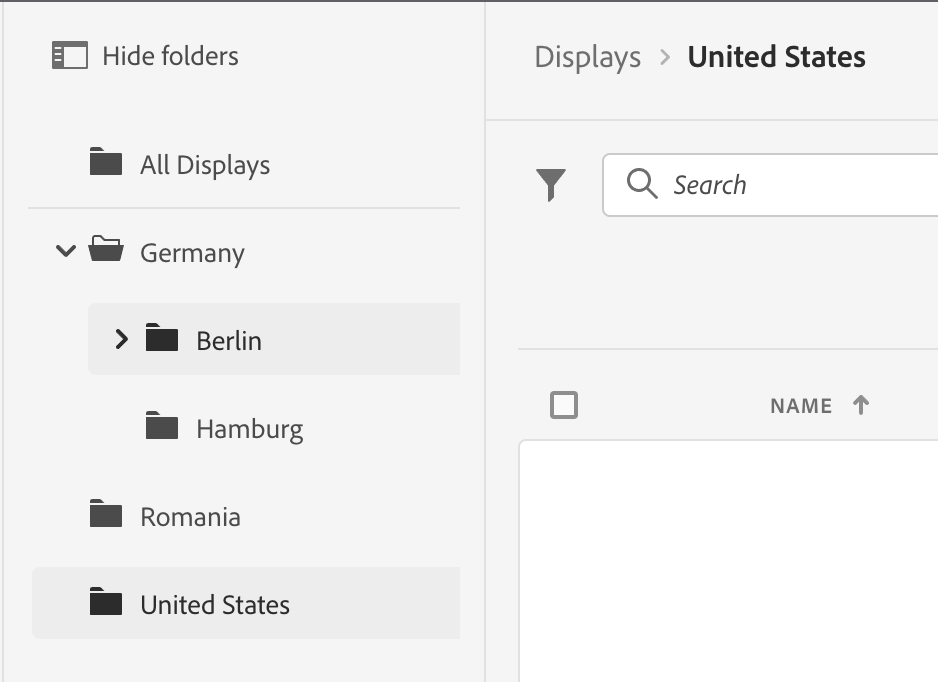 Hide folders
All Displays
Germany
Berlin
Hamburg
Romania
United States
Displays > United States
Search
NAME ↑